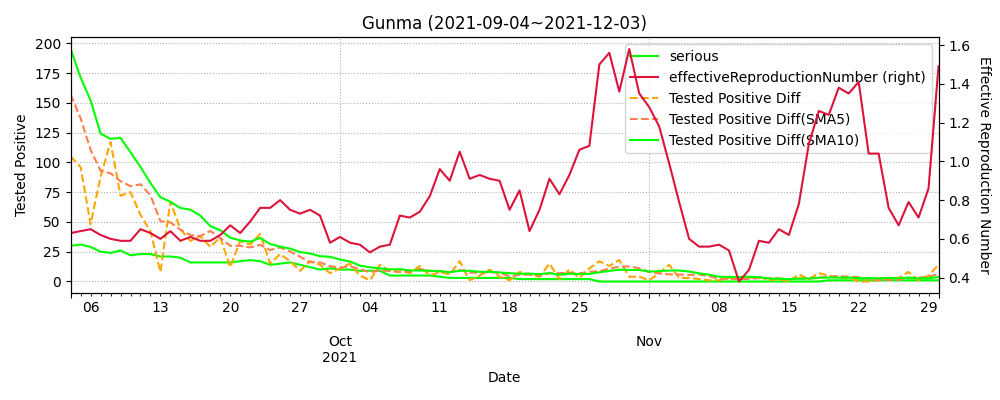 Gunma (2021-09-04~2021-12-03)
serious
effectiveReproductionNumber (right)
Tested Positive Diff
Tested Positive Diff(SMA5)
Tested Positive Diff(SMA10)
Tested Positive
200
175
150
125
100
75
50
25
0
1.6
1.4
1.2
1.0
0.8
0.6
0.4
Effective Reproduction Number
06 13 20 27 04 11 18 25 08 15 22 29
Oct Nov
2021
Date